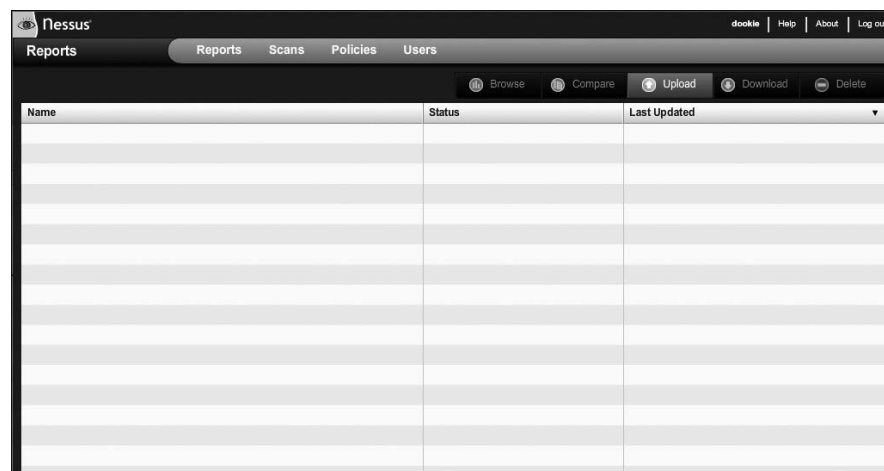 nessus
dookie | Help | About | Log ou
Reports
Reports Scans Policies Users
Browse Compare Upload Download Delete
Name Status Last Updated